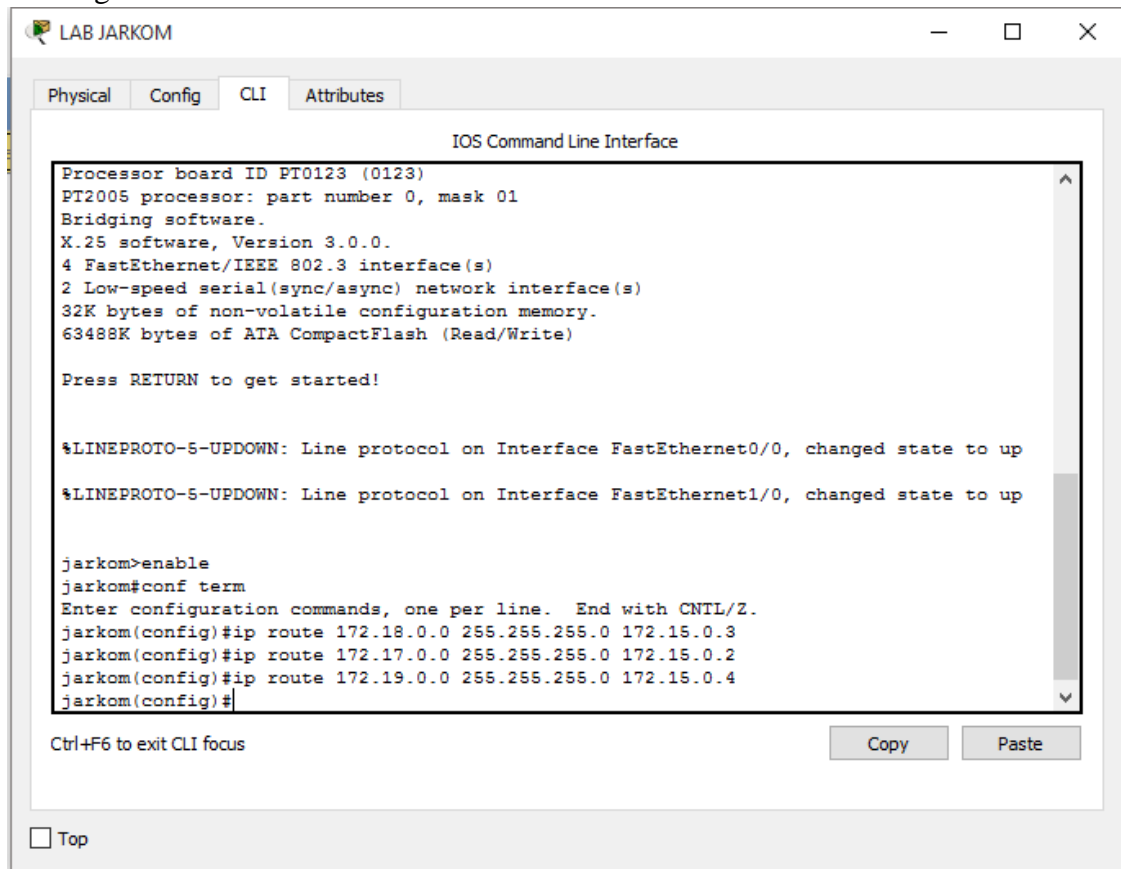 LAB JARKOM
Physical Config CLI Attributes
IOS Command Line Interface
Processor board ID PT0123 (0123)
PT2005 processor: part number 0, mask 01
Bridging software.
X.25 software, Version 3.0.0.
4 FastEthernet/IEEE 802.3 interface(s)
2 Low-speed serial(sync/async) network interface(s)
32K bytes of non-volatile configuration memory.
63488K bytes of ATA CompactFlash (Read/Write)
Press RETURN to get started!
%LINEPROTO-5-UPDOWN: Line protocol on Interface FastEthernet0/0, changed state to up
%LINEPROTO-5-UPDOWN: Line protocol on Interface FastEthernet1/0, changed state to up
jarkom>enable
jarkom#conf term
Enter configuration commands, one per line.  End with CNTL/Z.
jarkom(config)#ip route 172.18.0.0 255.255.255.0 172.15.0.3
jarkom(config)#ip route 172.17.0.0 255.255.255.0 172.15.0.2
jarkom(config)#ip route 172.19.0.0 255.255.255.0 172.15.0.4
jarkom(config)#
Ctrl+F6 to exit CLI focus
Copy Paste
Top